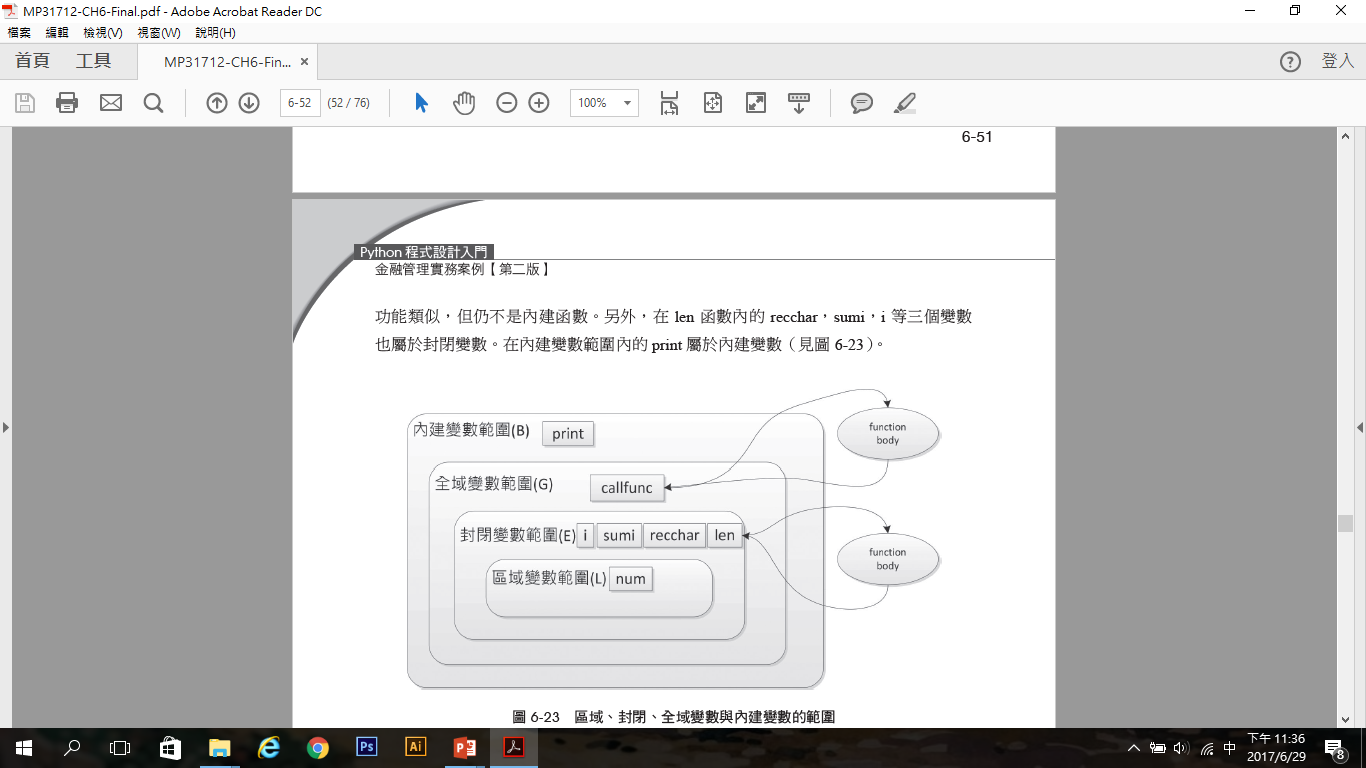 MP31712-CH6-Final.pdf - Adobe Acrobat Reader DC
檔案 編輯 檢視(V) 視窗(W) 說明(H)
首頁 工具 MP31712-CH6-Fin... × ? 登入
6-52 (52 / 76) 100%
6-51
Python 程式設計入門
金融管理實務案例【第二版】
功能類似，但仍不是內建函數。另外，在 len 函數內的 recchar，sumi，i 等三個變數
也屬於封閉變數。在內建變數範圍內的 print 屬於內建變數（見圖 6-23）。
內建變數範圍(B) print
function
body
全域變數範圍(G) callfunc
封閉變數範圍(E) i sumi recchar len
function
body
區域變數範圍(L) num
圖 6-23 區域、封閉、全域變數與內建變數的範圍
Ps Ai
中
下午 11:36
2017/6/29
8